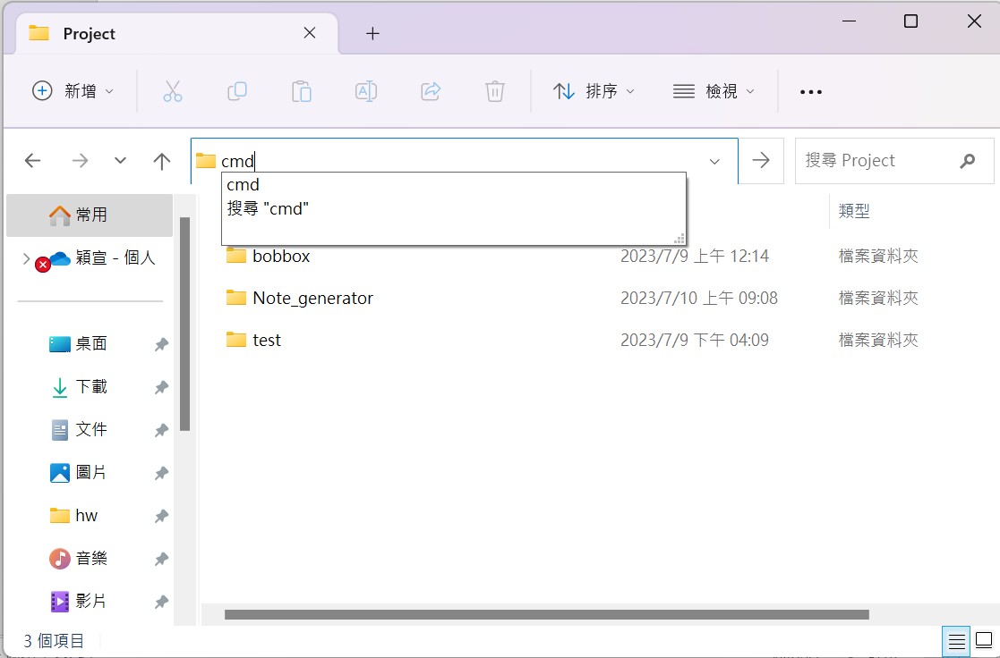 Project
新增
排序
檢視
cmd
搜尋 Project
cmd
搜尋 "cmd"
類型
常用
穎宣 - 個人
bobbox 2023/7/9 上午 12:14 檔案資料夾
Note_generator 2023/7/10 上午 09:08 檔案資料夾
test 2023/7/9 下午 04:09 檔案資料夾
桌面
下載
文件
圖片
hw
音樂
影片
3 個項目